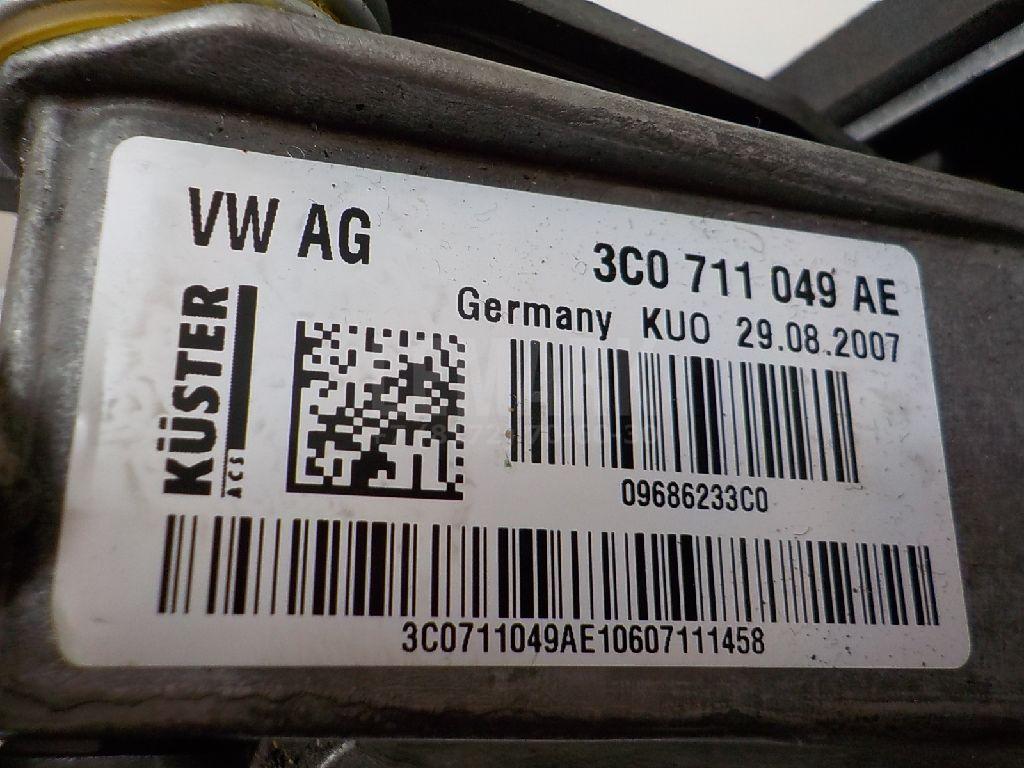 VW AG
3C0 711 049 AE
Germany KUO 29.08.2007
KÜSTER
ACS
09686233C0
3C0711049AE10607111458